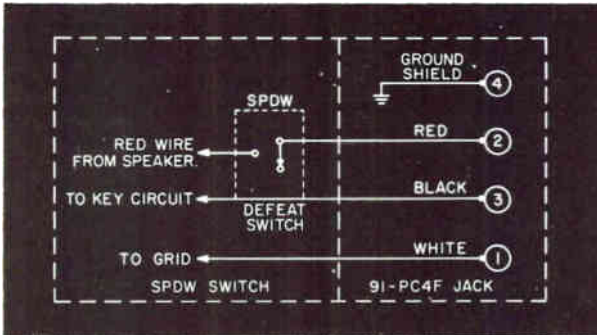 GROUND
SHIELD
4
SPDW
RED
2
RED WIRE
FROM SPEAKER.
BLACK
3
TO KEY CIRCUIT
DEFEAT
SWITCH
WHITE
1
TO GRID
SPDW SWITCH
91-PC4F JACK